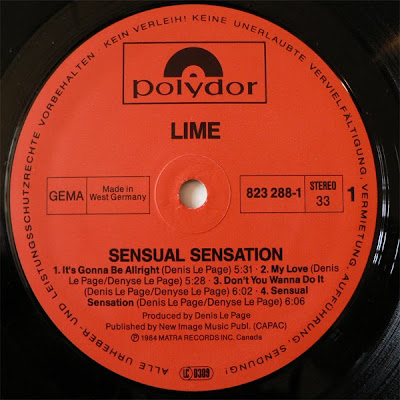 KEIN VERLEIH! KEINE UNERLAUBTE VERVIELFÄLTIGUNG, VERMIETUNG, AUFFÜHRUNG, SENDUNG!
ALLE URHEBER- UND LEISTUNGSSCHUTZRECHTE VORBEHALTEN
polydor
LIME
GEMA
Made in
West Germany
823 288-1
STEREO
33
1
SENSUAL SENSATION
1. It's Gonna Be Allright (Denis Le Page) 5:31 · 2. My Love (Denis
Le Page/Denyse Le Page) 5:28 · 3. Don't You Wanna Do It
(Denis Le Page/Denyse Le Page) 6:02 · 4. Sensual
Sensation (Denis Le Page/Denyse Le Page) 6:06
Produced by Denis Le Page
Published by New Image Music Publ. (CAPAC)
℗ 1984 MATRA RECORDS INC. Canada
LC 0309